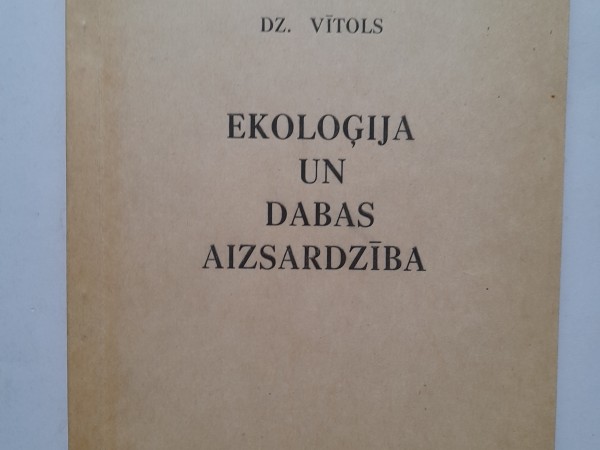 DZ. VĪTOLS
EKOLOĢIJA
UN
DABAS
AIZSARDZĪBA